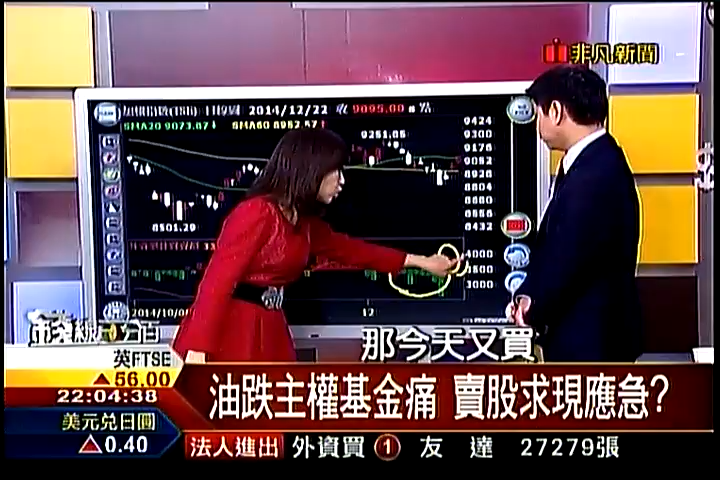 非凡新聞
2014/12/22 收 9095.00
SMA20 9073.87↓ SMA60 8952.57↑
9251.85
8501.29
9424
9300
9176
9052
8928
8804
8680
8556
8432
4000
3000
2014/10/0
12
那今天又買
英FTSE
▲56.00
22:04:38
油跌主權基金痛 賣股求現應急?
美元兌日圓
▲0.40
法人進出 外資買 1 友達 27279張